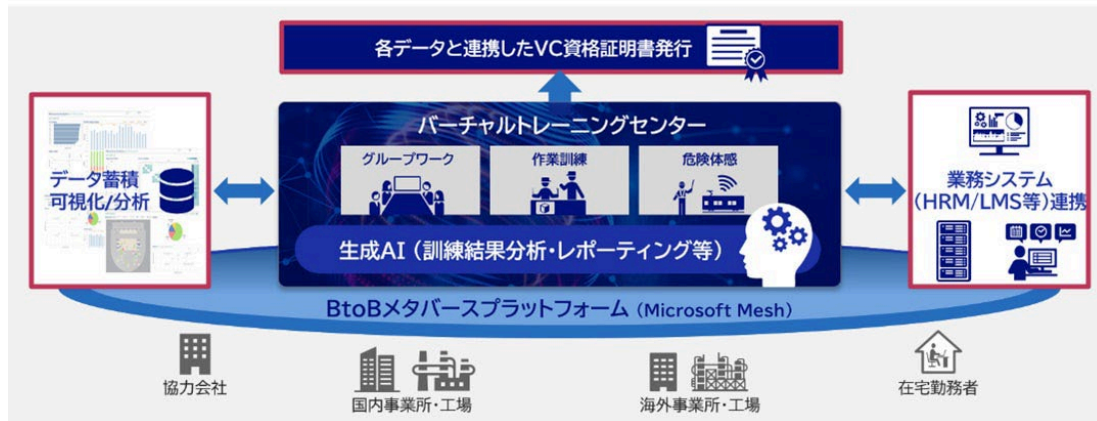 各データと連携したVC資格証明書発行
バーチャルトレーニングセンター
グループワーク
作業訓練
危険体感
データ蓄積
可視化/分析
業務システム
(HRM/LMS等)連携
生成AI(訓練結果分析・レポーティング等)
BtoBメタバースプラットフォーム(Microsoft Mesh)
協力会社
国内事業所・工場
海外事業所・工場
在宅勤務者